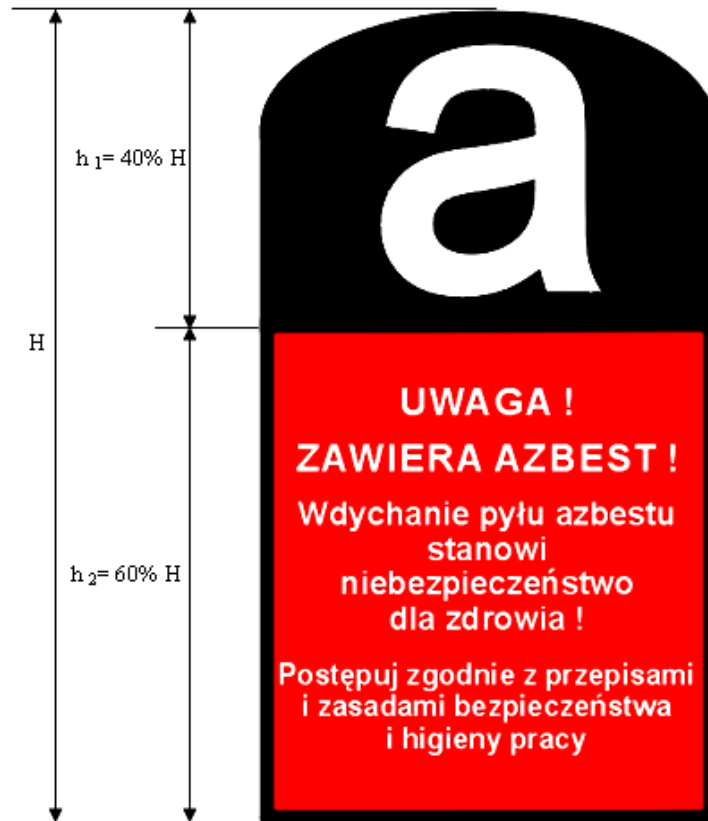 a
h 1= 40% H
H
h 2= 60% H
UWAGA !
ZAWIERA AZBEST !
Wdychanie pyłu azbestu
stanowi
niebezpieczeństwo
dla zdrowia !
Postępuj zgodnie z przepisami
i zasadami bezpieczeństwa
i higieny pracy